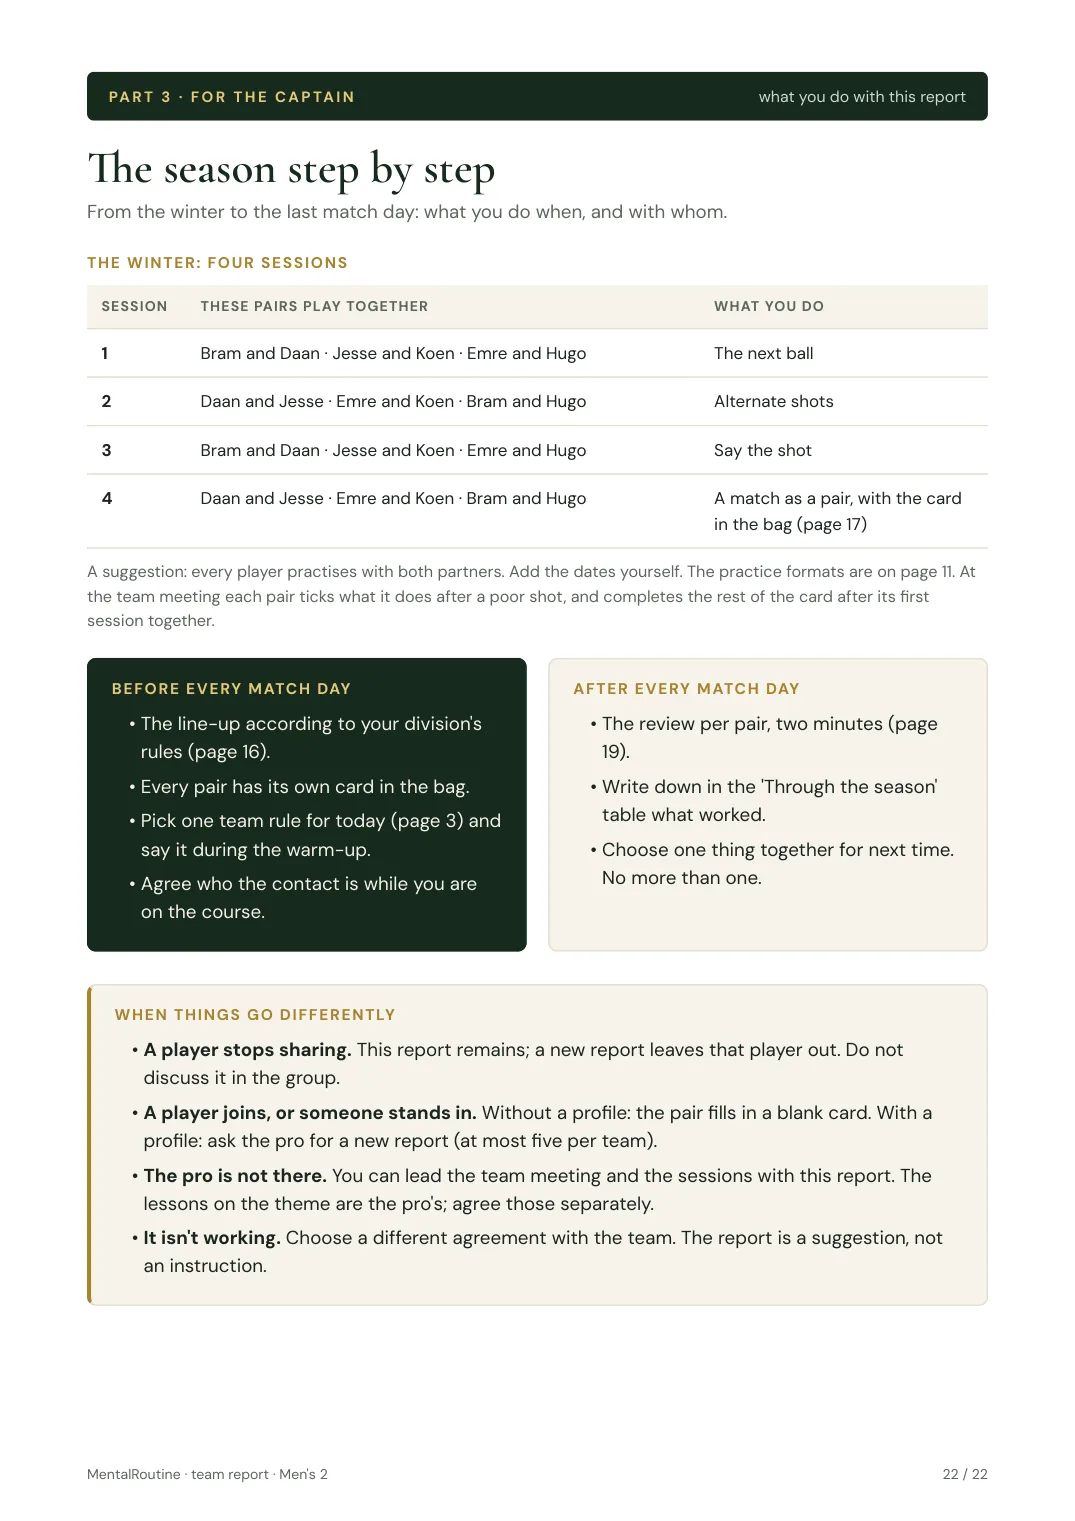 PART 3 · FOR THE CAPTAIN
what you do with this report
The season step by step
From the winter to the last match day: what you do when, and with whom.
THE WINTER: FOUR SESSIONS
SESSION THESE PAIRS PLAY TOGETHER WHAT YOU DO
1 Bram and Daan · Jesse and Koen · Emre and Hugo The next ball
2 Daan and Jesse · Emre and Koen · Bram and Hugo Alternate shots
3 Bram and Daan · Jesse and Koen · Emre and Hugo Say the shot
4 Daan and Jesse · Emre and Koen · Bram and Hugo A match as a pair, with the card
in the bag (page 17)
A suggestion: every player practises with both partners. Add the dates yourself. The practice formats are on page 11. At
the team meeting each pair ticks what it does after a poor shot, and completes the rest of the card after its first
session together.
BEFORE EVERY MATCH DAY
• The line-up according to your division's
rules (page 16).
• Every pair has its own card in the bag.
• Pick one team rule for today (page 3) and
say it during the warm-up.
• Agree who the contact is while you are
on the course.
AFTER EVERY MATCH DAY
• The review per pair, two minutes (page
19).
• Write down in the 'Through the season'
table what worked.
• Choose one thing together for next time.
No more than one.
WHEN THINGS GO DIFFERENTLY
• A player stops sharing. This report remains; a new report leaves that player out. Do not
discuss it in the group.
• A player joins, or someone stands in. Without a profile: the pair fills in a blank card. With a
profile: ask the pro for a new report (at most five per team).
• The pro is not there. You can lead the team meeting and the sessions with this report. The
lessons on the theme are the pro's; agree those separately.
• It isn't working. Choose a different agreement with the team. The report is a suggestion, not
an instruction.
MentalRoutine · team report · Men's 2
22 / 22